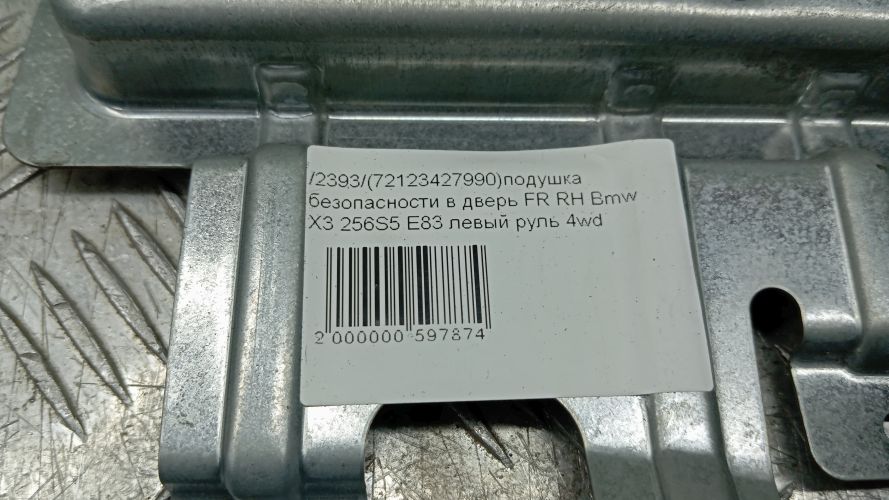 /2393/(72123427990)подушка
безопасности в дверь FR RH Bmw
X3 256S5 E83 левый руль 4wd
2 000000 597874